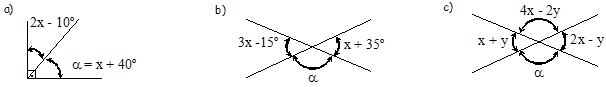 a)
2x - 10°
α = x + 40°
b)
3x -15°
x + 35°
α
c)
4x - 2y
x + y
2x - y
α